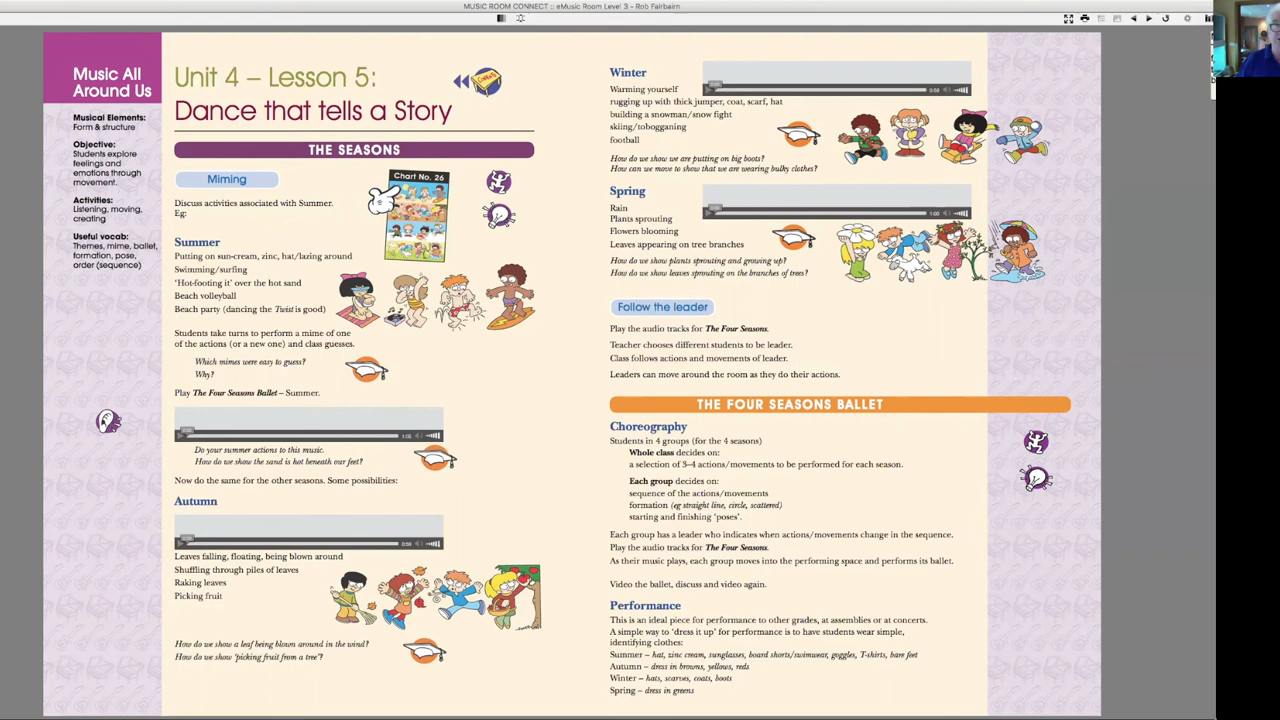 MUSIC ROOM CONNECT :: eMusic Room Level 3 - Rob Fairbairn
Music All
Around Us
Musical Elements:
Form & structure
Objective:
Students explore
feelings and
emotions through
movement.
Activities:
Listening, moving,
creating
Useful vocab:
Themes, mime, ballet,
formation, pose,
order (sequence)
Unit 4 – Lesson 5:
Dance that tells a Story
THE SEASONS
Miming
Chart No. 26
Discuss activities associated with Summer.
Eg:
Summer
Putting on sun-cream, zinc, hat/lazing around
Swimming/surfing
‘Hot-footing it’ over the hot sand
Beach volleyball
Beach party (dancing the Twist is good)
Students take turns to perform a mime of one
of the actions (or a new one) and class guesses.
Which mimes were easy to guess?
Why?
Play The Four Seasons Ballet – Summer.
Do your summer actions to this music.
How do we show the sand is hot beneath our feet?
Now do the same for the other seasons. Some possibilities:
Autumn
Leaves falling, floating, being blown around
Shuffling through piles of leaves
Raking leaves
Picking fruit
How do we show a leaf being blown around in the wind?
How do we show ‘picking fruit from a tree’?
Winter
0:58
Warming yourself
rugging up with thick jumper, coat, scarf, hat
building a snowman/snow fight
skiing/tobogganing
football
How do we show we are putting on big boots?
How can we move to show that we are wearing bulky clothes?
Spring
1:00
Rain
Plants sprouting
Flowers blooming
Leaves appearing on tree branches
How do we show plants sprouting and growing up?
How do we show leaves sprouting on the branches of trees?
Follow the leader
Play the audio tracks for The Four Seasons.
Teacher chooses different students to be leader.
Class follows actions and movements of leader.
Leaders can move around the room as they do their actions.
THE FOUR SEASONS BALLET
Choreography
Students in 4 groups (for the 4 seasons)
Whole class decides on:
a selection of 3–4 actions/movements to be performed for each season.
Each group decides on:
sequence of the actions/movements
formation (eg straight line, circle, scattered)
starting and finishing ‘poses’.
Each group has a leader who indicates when actions/movements change in the sequence.
Play the audio tracks for The Four Seasons.
As their music plays, each group moves into the performing space and performs its ballet.
Video the ballet, discuss and video again.
Performance
This is an ideal piece for performance to other grades, at assemblies or at concerts.
A simple way to ‘dress it up’ for performance is to have students wear simple,
identifying clothes:
Summer – hat, zinc cream, sunglasses, board shorts/swimwear, goggles, T-shirts, bare feet
Autumn – dress in browns, yellows, reds
Winter – hats, scarves, coats, boots
Spring – dress in greens